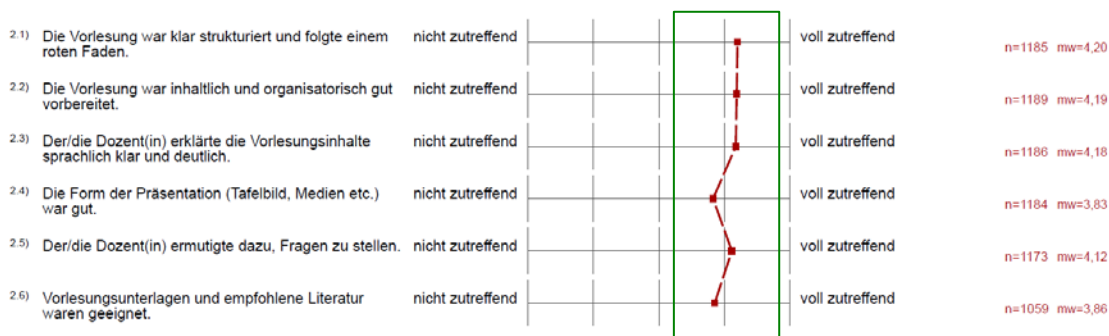 2.1) Die Vorlesung war klar strukturiert und folgte einem roten Faden. nicht zutreffend voll zutreffend n=1185 mw=4,20
2.2) Die Vorlesung war inhaltlich und organisatorisch gut vorbereitet. nicht zutreffend voll zutreffend n=1189 mw=4,19
2.3) Der/die Dozent(in) erklärte die Vorlesungsinhalte sprachlich klar und deutlich. nicht zutreffend voll zutreffend n=1186 mw=4,18
2.4) Die Form der Präsentation (Tafelbild, Medien etc.) war gut. nicht zutreffend voll zutreffend n=1184 mw=3,83
2.5) Der/die Dozent(in) ermutigte dazu, Fragen zu stellen. nicht zutreffend voll zutreffend n=1173 mw=4,12
2.6) Vorlesungsunterlagen und empfohlene Literatur waren geeignet. nicht zutreffend voll zutreffend n=1059 mw=3,86